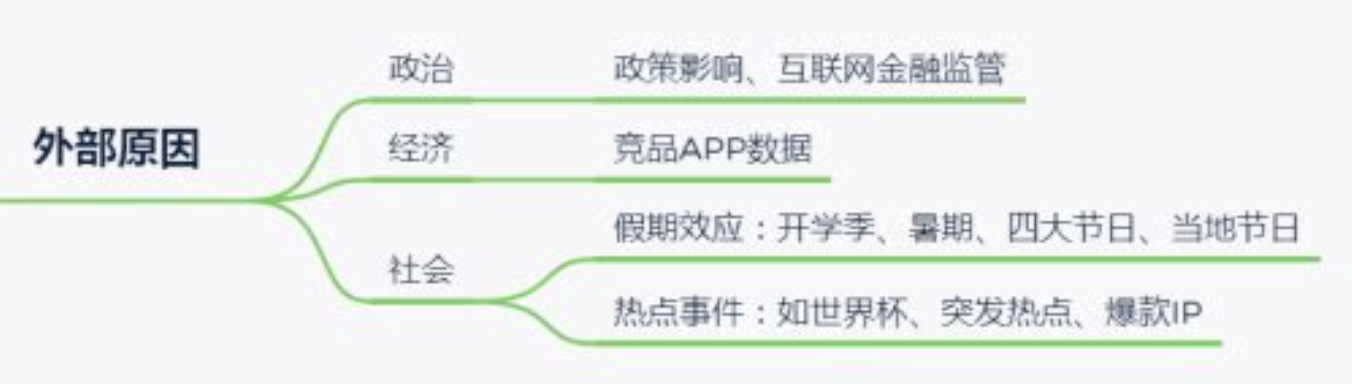 外部原因
政治
政策影响、互联网金融监管
经济
竞品APP数据
社会
假期效应：开学季、暑期、四大节日、当地节日
热点事件：如世界杯、突发热点、爆款IP